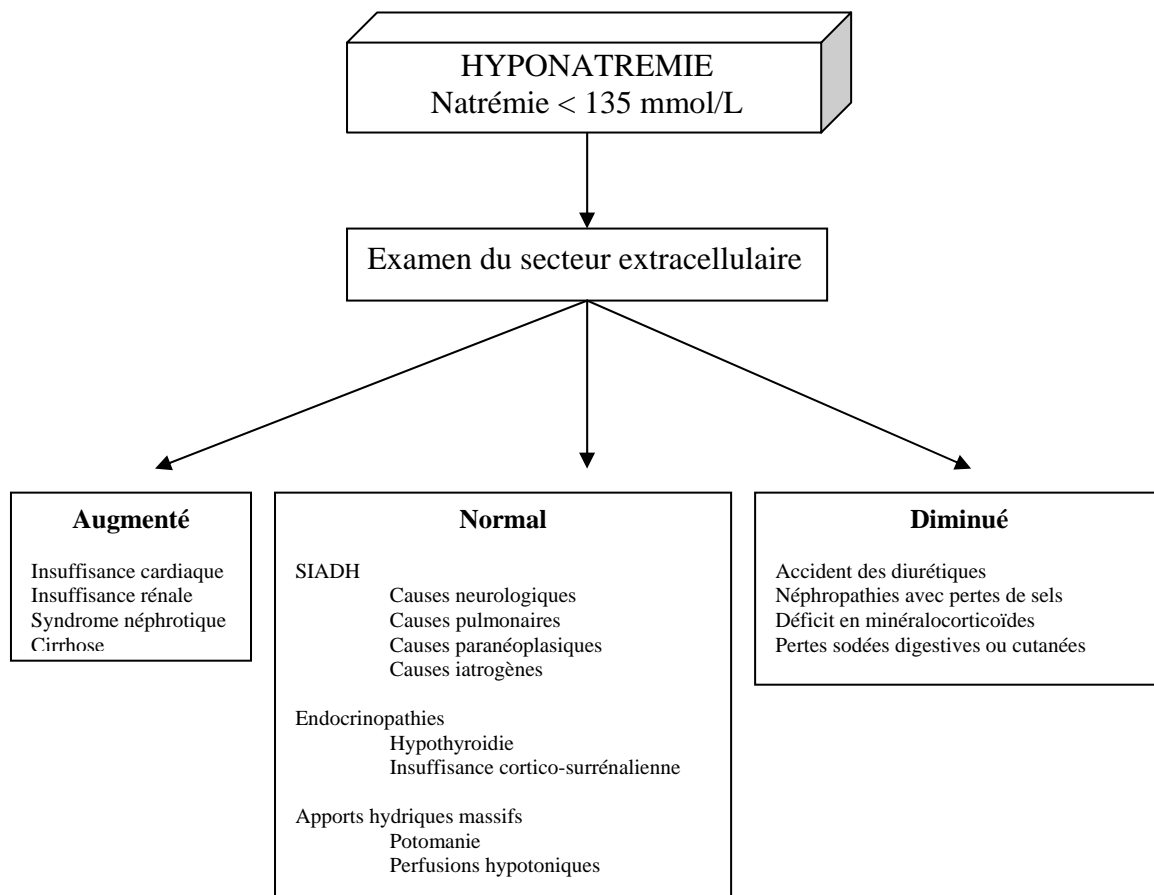 HYPONATREMIE
Natrémie < 135 mmol/L
Examen du secteur extracellulaire
Augmenté
Insuffisance cardiaque
Insuffisance rénale
Syndrome néphrotique
Cirrhose
Normal
SIADH
Causes neurologiques
Causes pulmonaires
Causes paranéoplasiques
Causes iatrogènes
Endocrinopathies
Hypothyroidie
Insuffisance cortico-surrénalienne
Apports hydriques massifs
Potomanie
Perfusions hypotoniques
Diminué
Accident des diurétiques
Néphropathies avec pertes de sels
Déficit en minéralocorticoïdes
Pertes sodées digestives ou cutanées